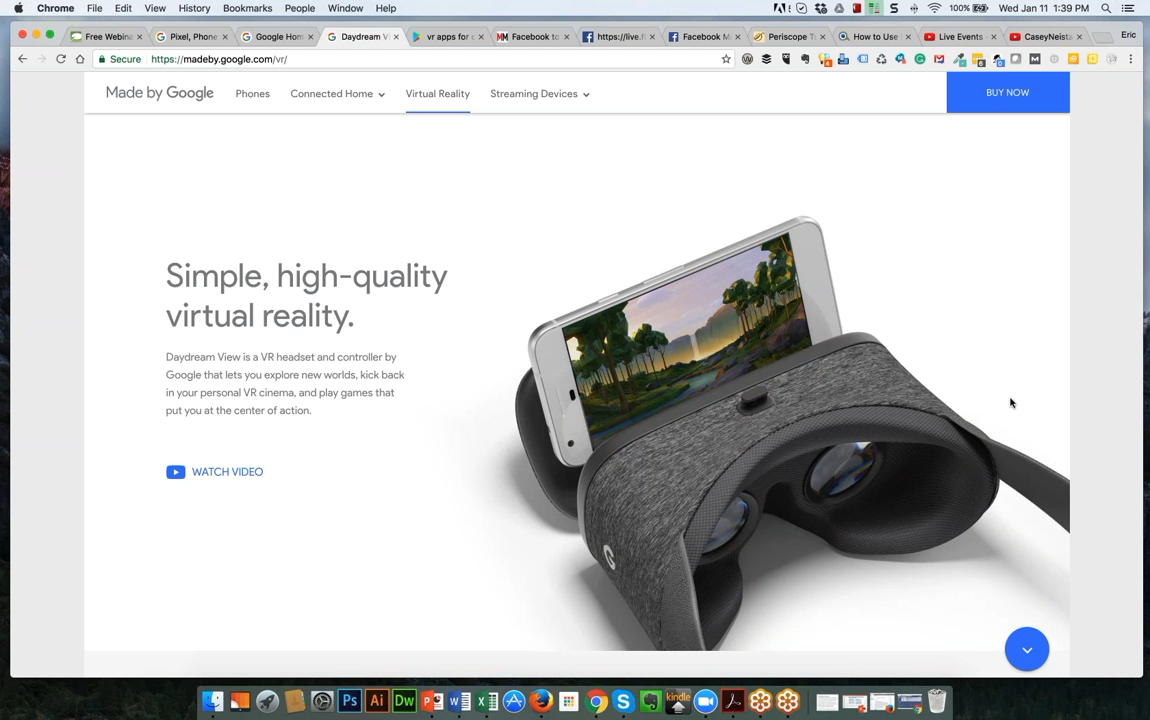 Chrome File Edit View History Bookmarks People Window Help 100% Wed Jan 11 1:39 PM
Free Webina Pixel, Phone Google Hom Daydream Vi vr apps for c Facebook to https://live.f Facebook M Periscope T How to Use Live Events - CaseyNeista Eric
Secure https://madeby.google.com/vr/
Made by Google Phones Connected Home Virtual Reality Streaming Devices BUY NOW
Simple, high-quality
virtual reality.
Daydream View is a VR headset and controller by
Google that lets you explore new worlds, kick back
in your personal VR cinema, and play games that
put you at the center of action.
WATCH VIDEO
G
Ps Ai Dw kindle